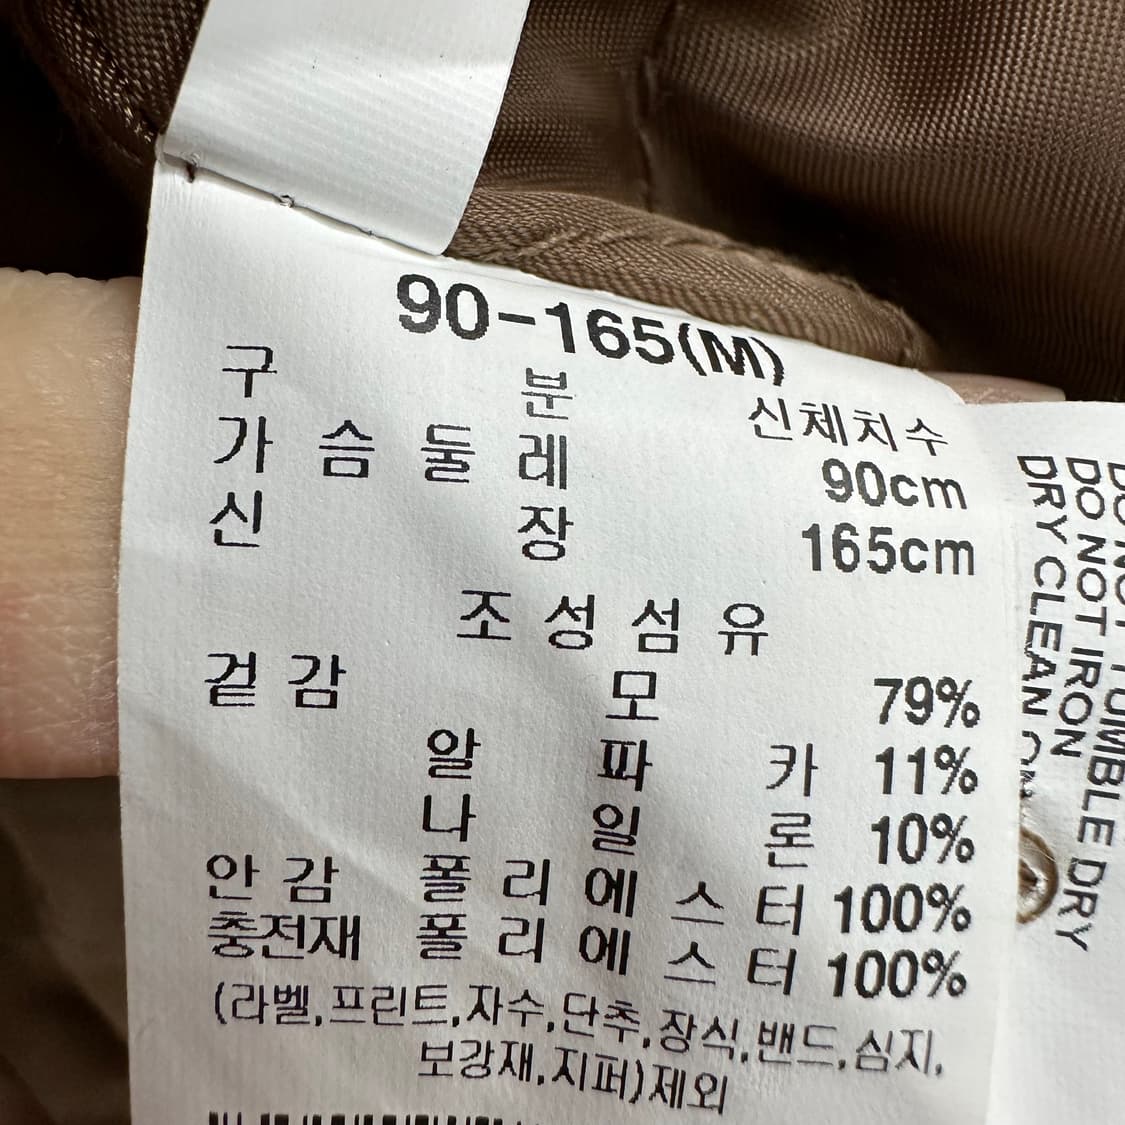 90-165(M)
구 분 신체치수
가 슴 둘 레 90cm
신 장 165cm
조 성 섬 유
겉 감 모 79%
알 파 카 11%
나 일 론 10%
안 감 폴 리 에 스 터 100%
충전재 폴 리 에 스 터 100%
(라벨,프린트,자수,단추,장식,밴드,심지,
보강재,지퍼)제외
TUMBLE DRY
DO NOT IRON
DRY CLEAN